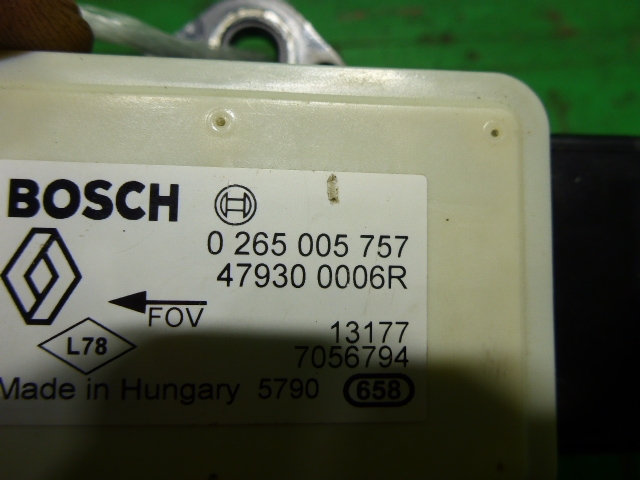 BOSCH
0 265 005 757
47930 0006R
FOV
13177
L78
7056794
Made in Hungary 5790 658